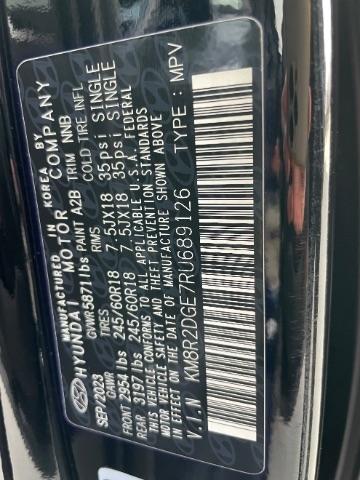 MANUFACTURED IN KOREA BY
HYUNDAI MOTOR COMPANY
SEP/2023 GVWR 5877 lbs PAINT A2B TRIM NNB
GAWR TIRES RIMS COLD TIRE INFL
FRONT 2954 lbs 245/60R18 7.5JX18 35psi SINGLE
REAR 3197 lbs 245/60R18 7.5JX18 35psi SINGLE
THIS VEHICLE CONFORMS TO ALL APPLICABLE U.S.A. FEDERAL
MOTOR VEHICLE SAFETY AND THEFT PREVENTION STANDARDS
IN EFFECT ON THE DATE OF MANUFACTURE SHOWN ABOVE
V.I.N KM8R2DGE7RU689126 TYPE : MPV